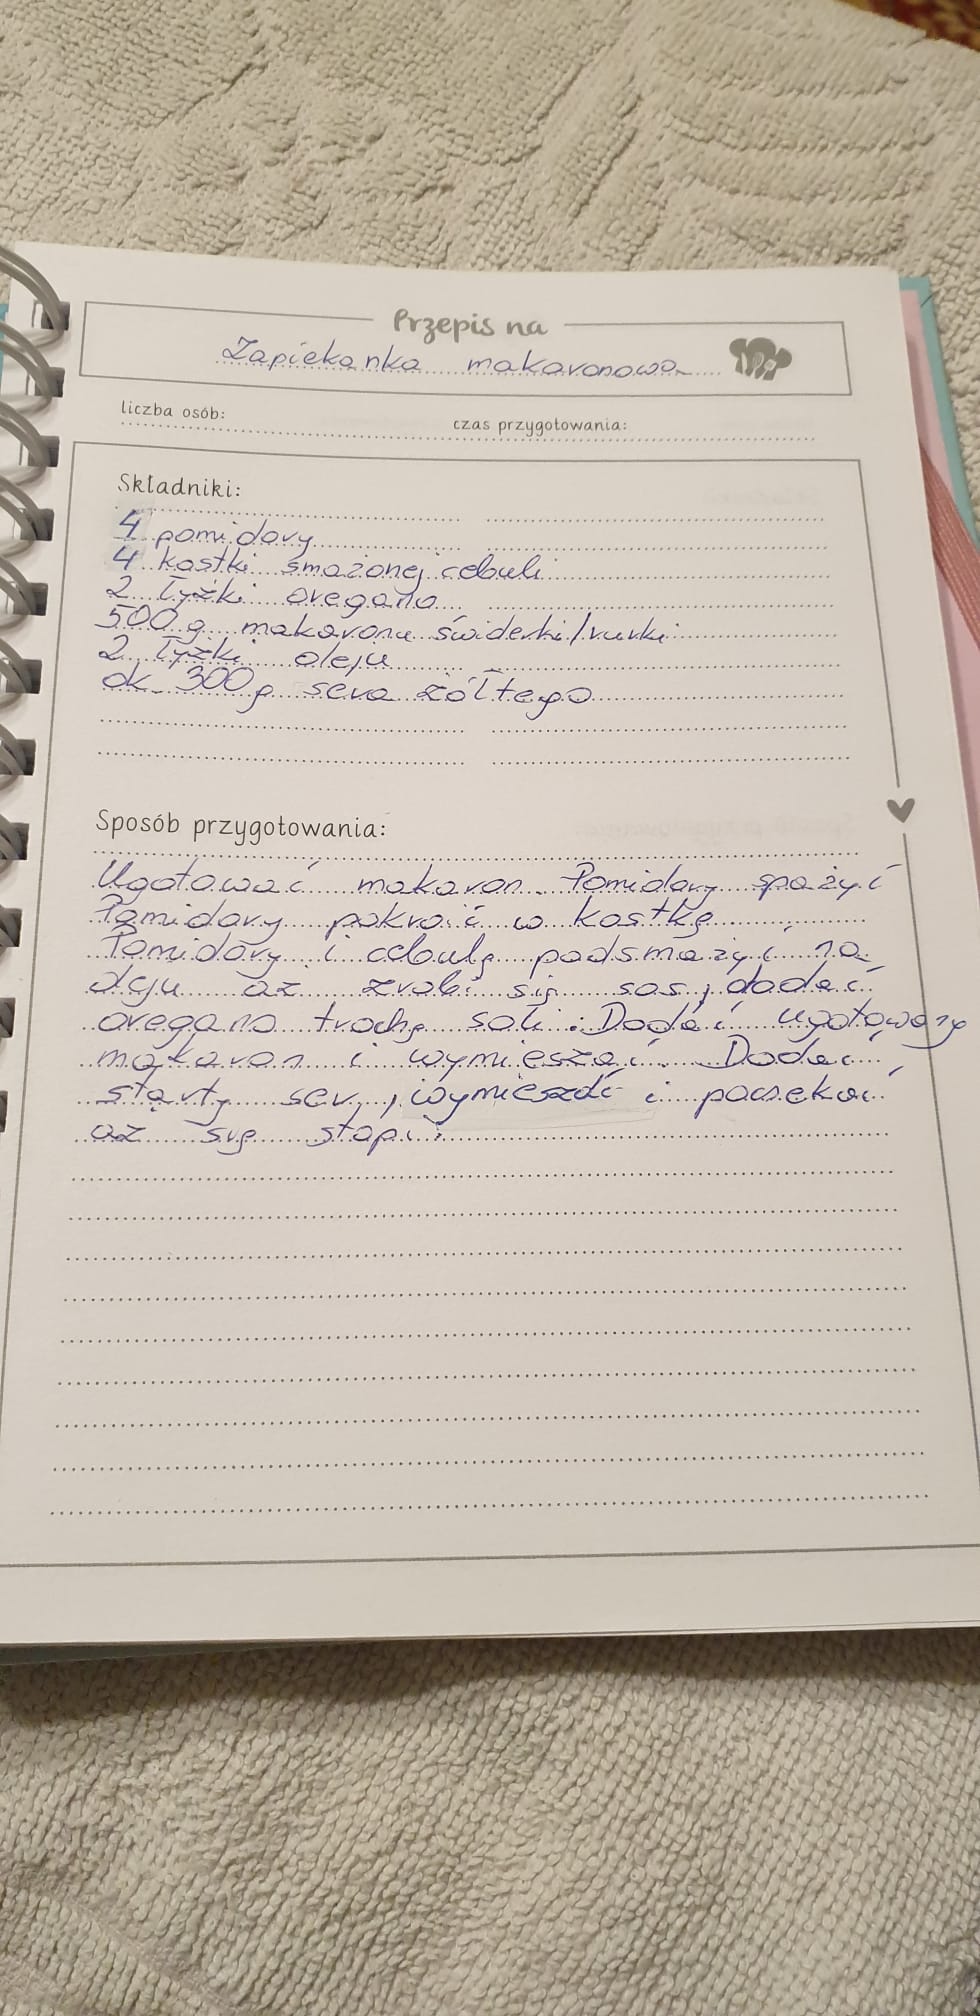 Przepis na
Zapiekanka makaronowa
liczba osób:
czas przygotowania:
Składniki:
4 pomidory
4 kostki smażonej cebuli
2 łyżki oregano
500 g makaronu świderki/rurki
2 łyżki oleju
ok. 300g sera żółtego
Sposób przygotowania:
Ugotować makaron. Pomidory spażyć
Pomidory pokroić w kostkę
Pomidory i cebulę podsmażyć na
oleju aż zrobi się sos, dodać
oregano trochę soli. Dodać ugotowany
makaron i wymieszać. Dodać
starty ser, wymieszać i poczekać
aż się stopi.